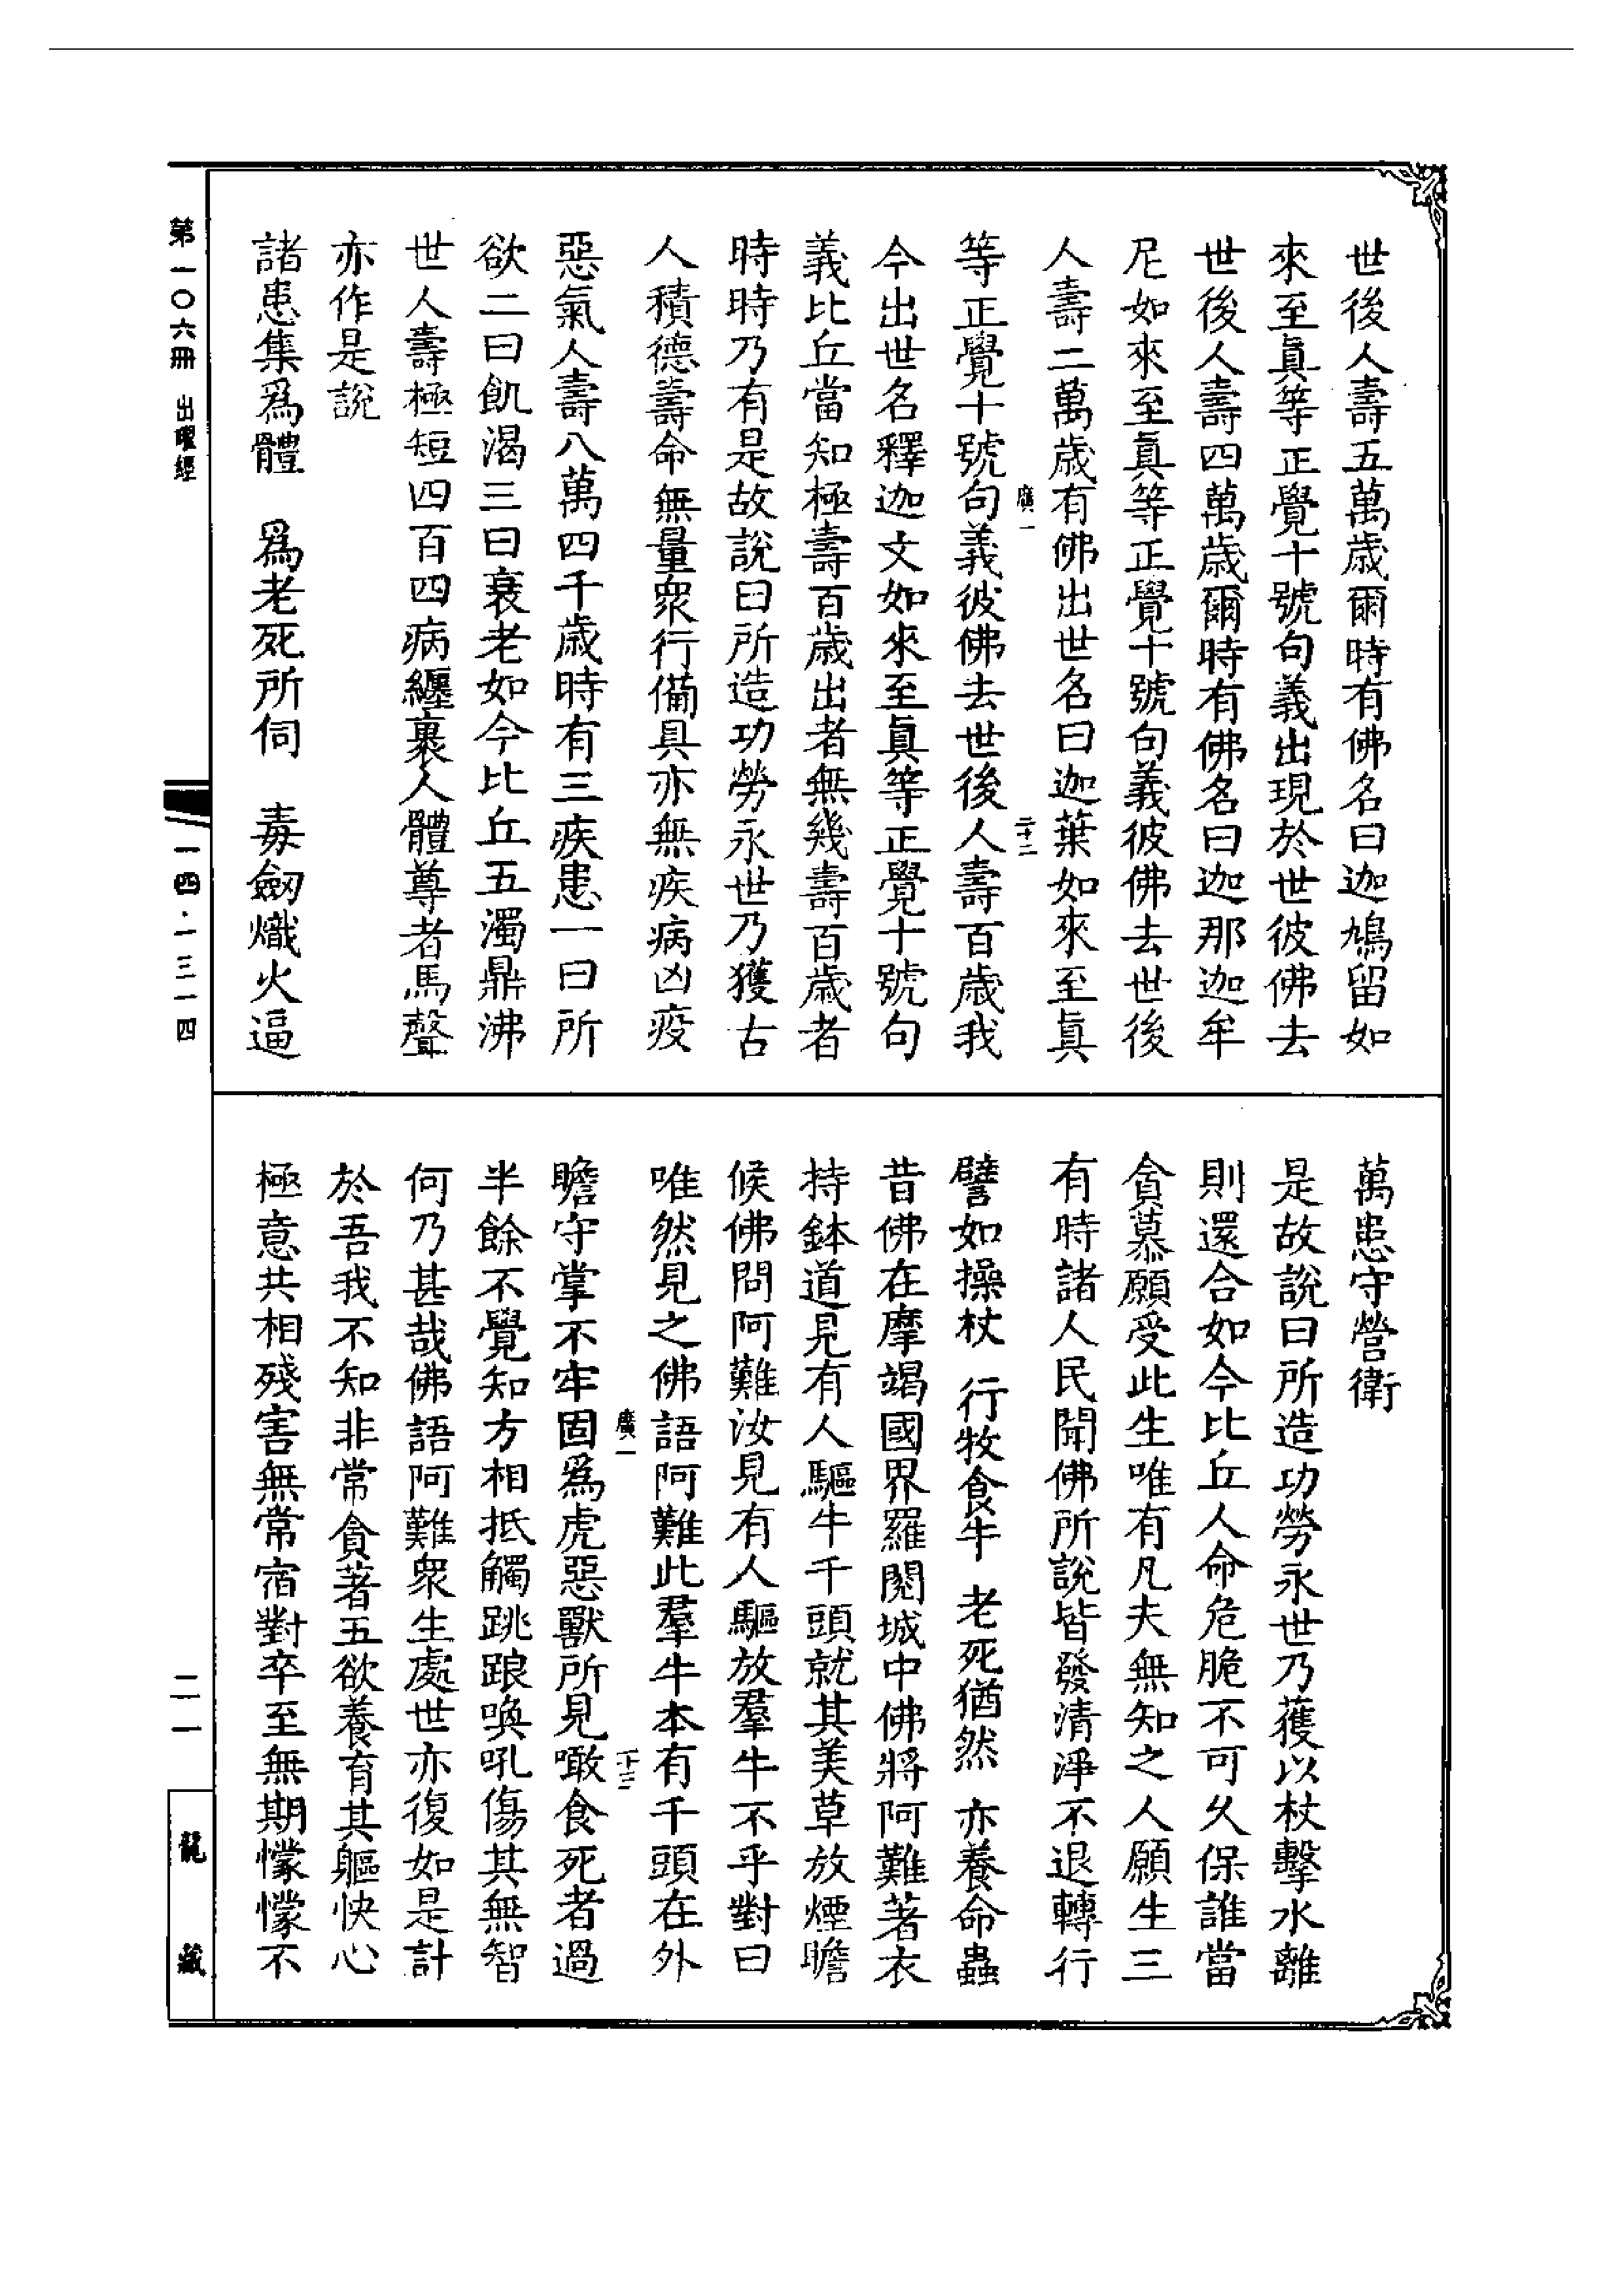 世後人壽五萬歲爾時有佛名曰迦鳩留如
來至眞等正覺十號句義出現於世彼佛去
世後人壽四萬歲爾時有佛名曰迦那迦牟
尼如來至眞等正覺十號句義彼佛去世後
人壽二萬歲有佛出世名曰迦葉如來至眞
廣一
二十二
等正覺十號句義彼佛去世後人壽百歲我
今出世名釋迦文如來至眞等正覺十號句
義比丘當知極壽百歲出者無幾壽百歲者
時時乃有是故說曰所造功勞永世乃獲古
人積德壽命無量衆行備具亦無疾病凶疫
惡氣人壽八萬四千歲時有三疾患一曰所
欲二曰飢渴三曰衰老如今比丘五濁鼎沸
世人壽極短四百四病纏裹人體尊者馬聲
亦作是說
諸患集爲體　爲老死所伺　毒劒熾火逼
萬患守營衛
是故說曰所造功勞永世乃獲以杖擊水離
則還合如今比丘人命危脆不可久保誰當
貪慕願受此生唯有凡夫無知之人願生三
有時諸人民聞佛所說皆發清淨不退轉行
譬如操杖　行牧食牛　老死猶然　亦養命蟲
昔佛在摩竭國界羅閱城中佛將阿難著衣
持鉢道見有人驅牛千頭就其美草放煙瞻
候佛問阿難汝見有人驅放羣牛不乎對曰
唯然見之佛語阿難此羣牛本有千頭在外
廣一
二十三
瞻守掌不牢固爲虎惡獸所見噉食死者過
半餘不覺知方相抵觸跳踉喚吼傷其無智
何乃甚哉佛語阿難衆生處世亦復如是計
於吾我不知非常貪著五欲養育其軀快心
極意共相殘害無常宿對卒至無期懞懞不
第一〇六冊　出曜經
一四·一三一四
二一
龍藏